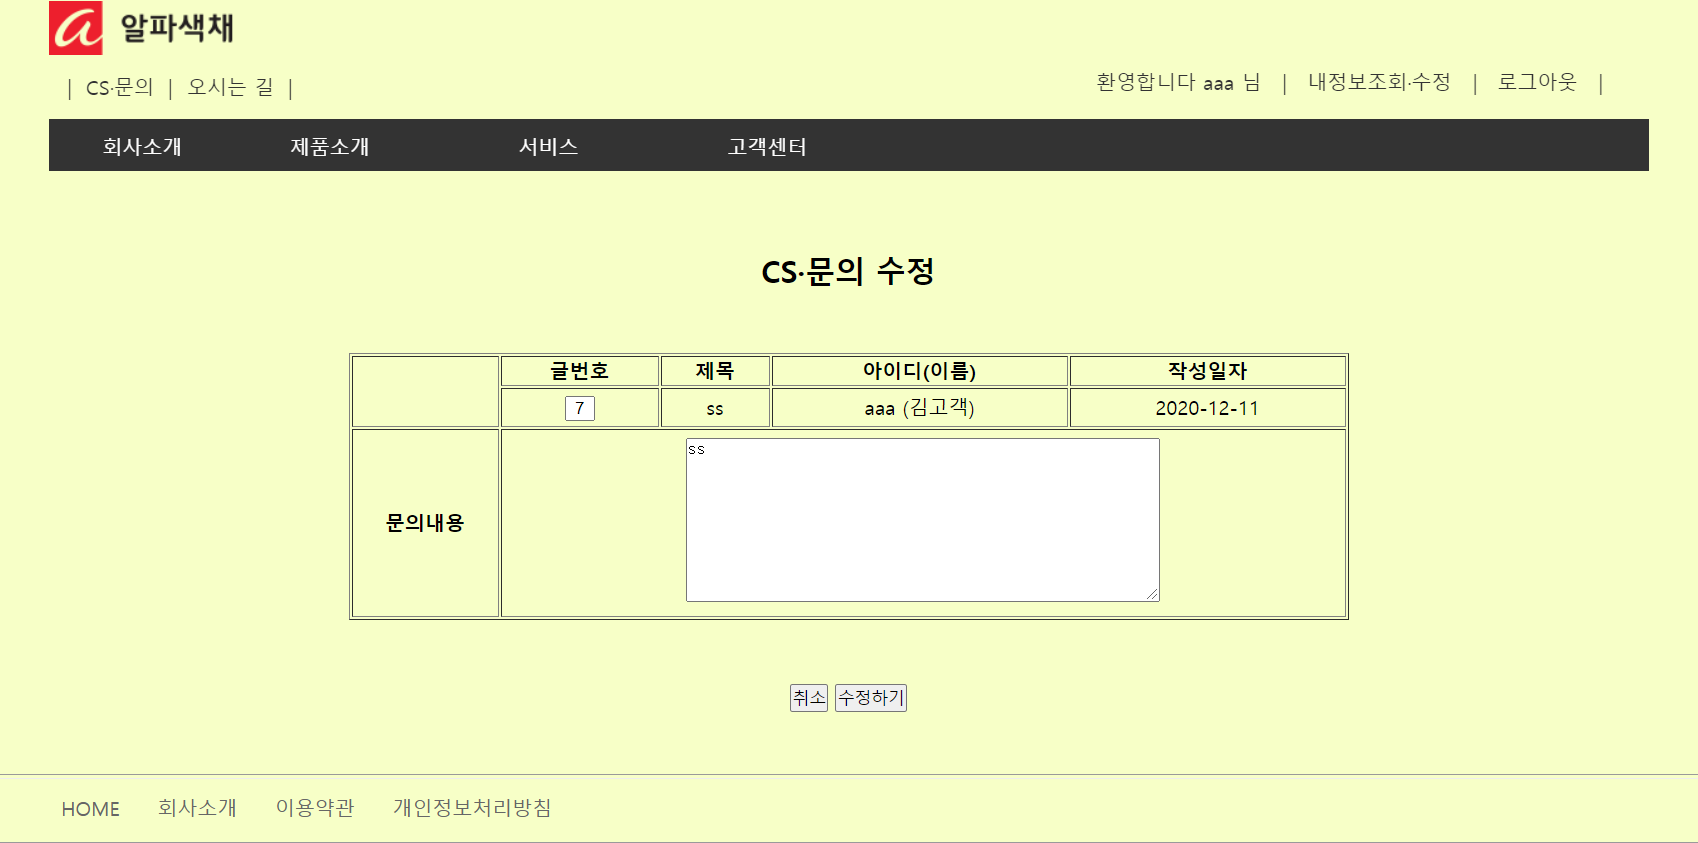 a 알파색채
| CS·문의 | 오시는 길 |
환영합니다 aaa 님 | 내정보조회·수정 | 로그아웃 |
회사소개 제품소개 서비스 고객센터
CS·문의 수정
글번호 제목 아이디(이름) 작성일자
7 ss aaa (김고객) 2020-12-11
문의내용 ss
취소 수정하기
HOME 회사소개 이용약관 개인정보처리방침